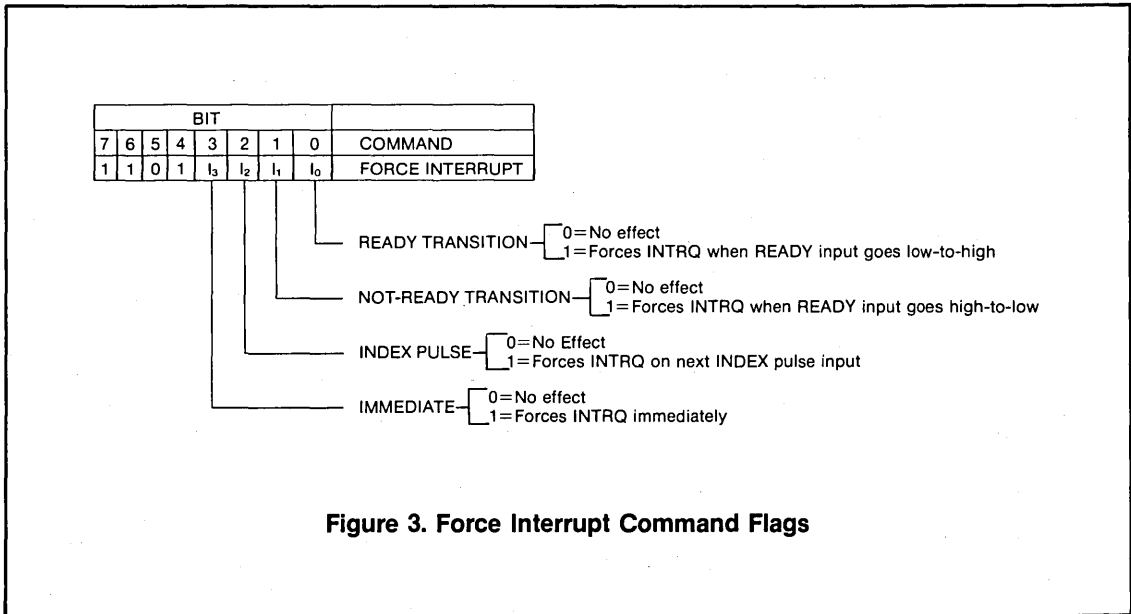 BIT
7 6 5 4 3 2 1 0 COMMAND
1 1 0 1 I₃ I₂ I₁ I₀ FORCE INTERRUPT
READY TRANSITION 0=No effect
1=Forces INTRQ when READY input goes low-to-high
NOT-READY TRANSITION 0=No effect
1=Forces INTRQ when READY input goes high-to-low
INDEX PULSE 0=No Effect
1=Forces INTRQ on next INDEX pulse input
IMMEDIATE 0=No effect
1=Forces INTRQ immediately
Figure 3. Force Interrupt Command Flags